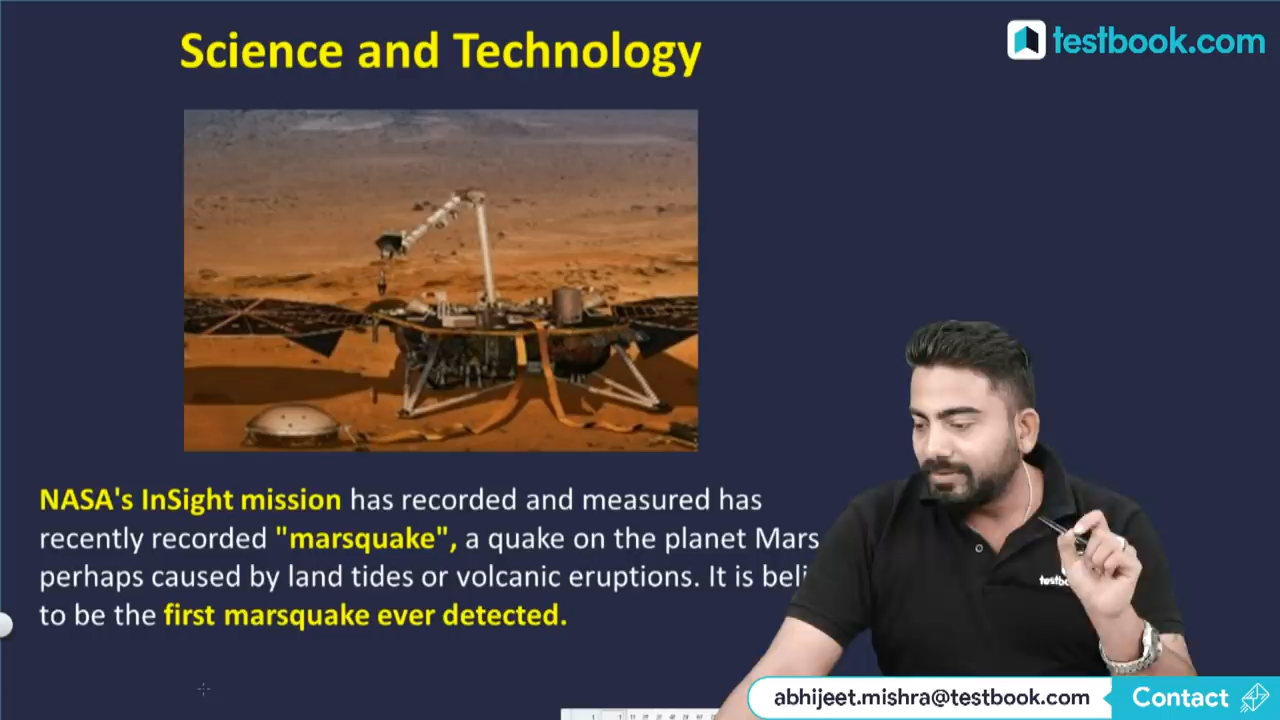 Science and Technology
testbook.com
NASA's InSight mission has recorded and measured has
recently recorded "marsquake", a quake on the planet Mars
perhaps caused by land tides or volcanic eruptions. It is beli
to be the first marsquake ever detected.
testb
abhijeet.mishra@testbook.com
Contact